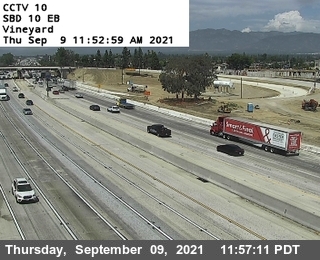 CCTV 10
SBD 10 EB
Vineyard
Thu Sep  9 11:52:59 AM 2021
Thursday, September 09, 2021 11:57:11 PDT